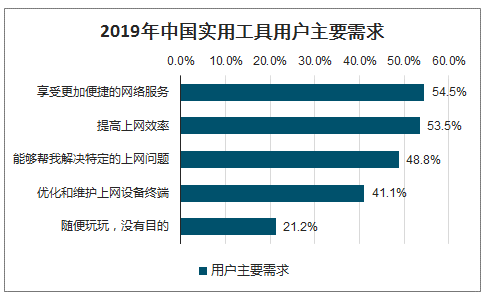 2019年中国实用工具用户主要需求
0.0% 10.0% 20.0% 30.0% 40.0% 50.0% 60.0%
享受更加便捷的网络服务 54.5%
提高上网效率 53.5%
能够帮我解决特定的上网问题 48.8%
优化和维护上网设备终端 41.1%
随便玩玩，没有目的 21.2%
用户主要需求